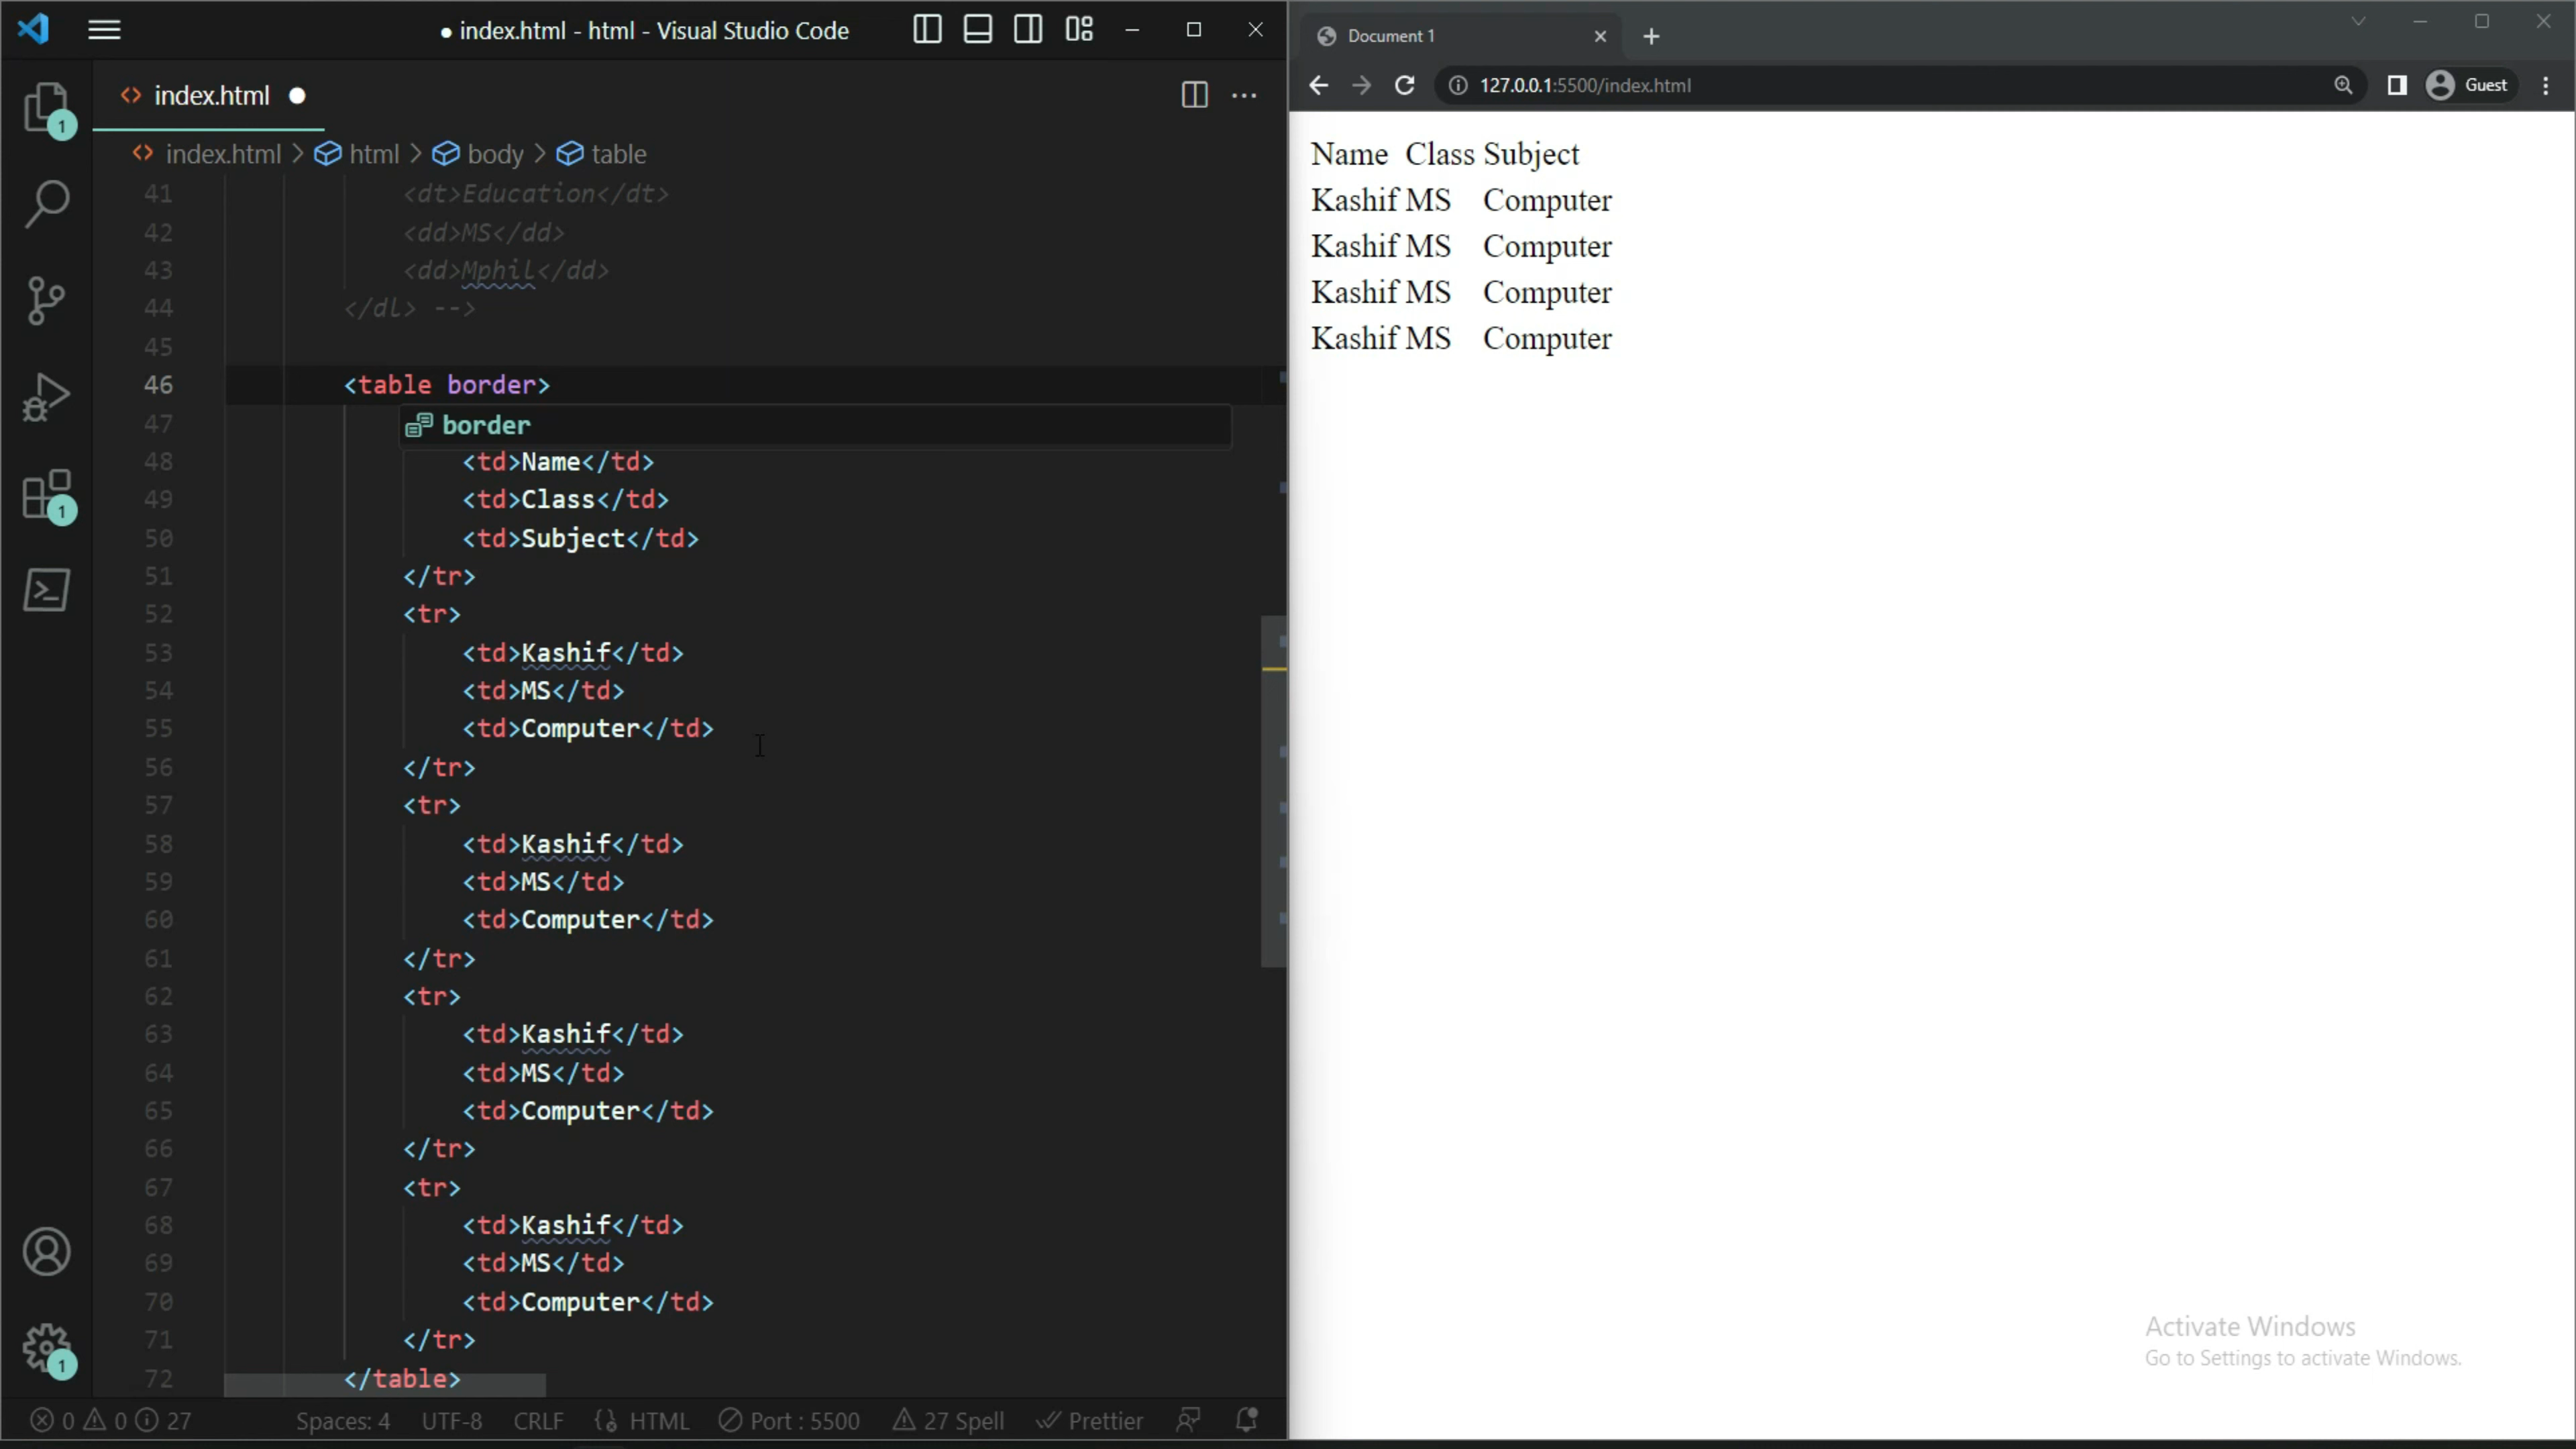 ● index.html - html - Visual Studio Code
index.html ●
index.html > html > body > table
41 <dt>Education</dt>
42 <dd>MS</dd>
43 <dd>Mphil</dd>
44 </dl> -->
45
46 <table border>
47 border
48 <td>Name</td>
49 <td>Class</td>
50 <td>Subject</td>
51 </tr>
52 <tr>
53 <td>Kashif</td>
54 <td>MS</td>
55 <td>Computer</td>
56 </tr>
57 <tr>
58 <td>Kashif</td>
59 <td>MS</td>
60 <td>Computer</td>
61 </tr>
62 <tr>
63 <td>Kashif</td>
64 <td>MS</td>
65 <td>Computer</td>
66 </tr>
67 <tr>
68 <td>Kashif</td>
69 <td>MS</td>
70 <td>Computer</td>
71 </tr>
72 </table>
1
1
1
0 0 27 Spaces: 4 UTF-8 CRLF HTML Port : 5500 27 Spell Prettier
Document 1
127.0.0.1:5500/index.html Guest
Name Class Subject
Kashif MS Computer
Kashif MS Computer
Kashif MS Computer
Kashif MS Computer
Activate Windows
Go to Settings to activate Windows.